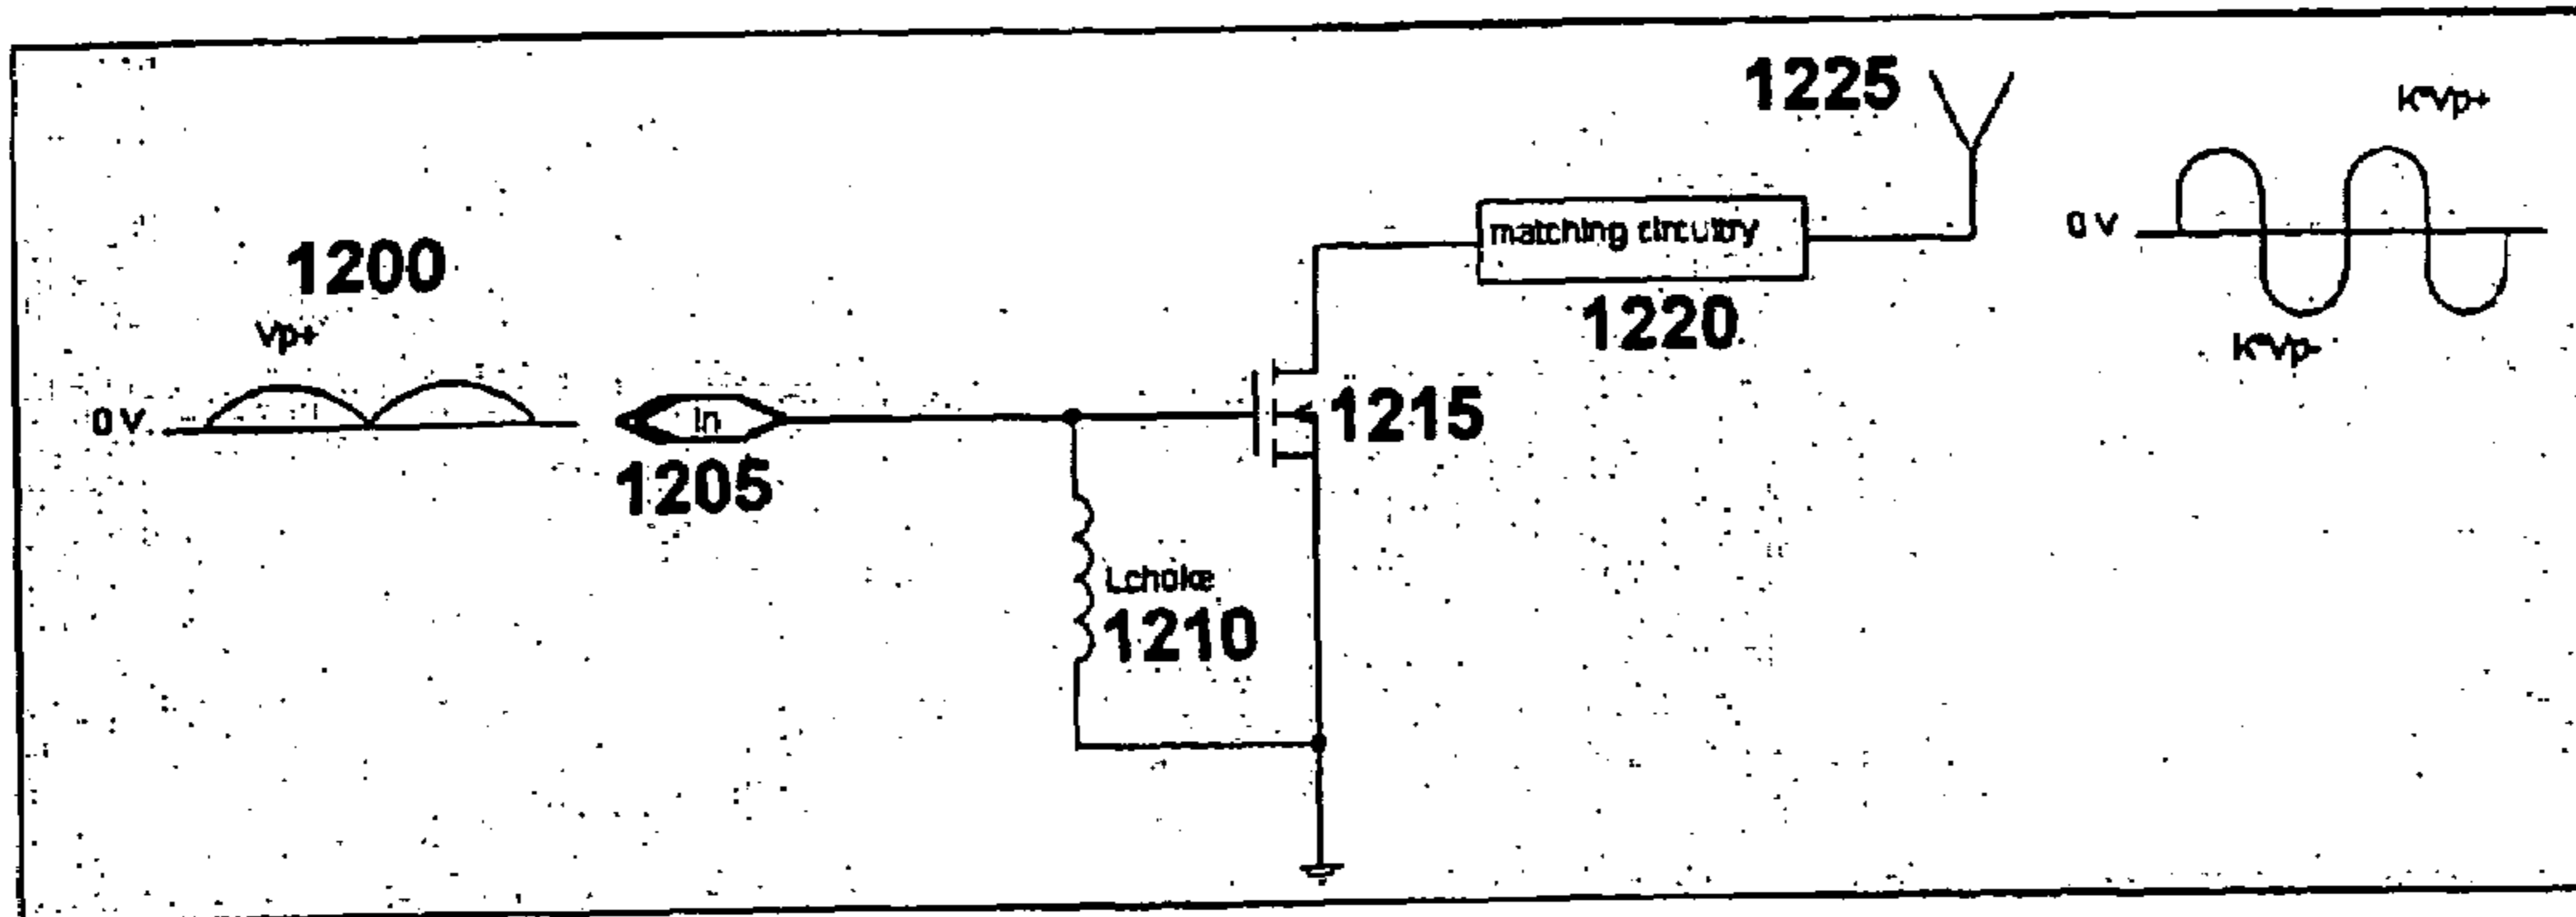 1225
K*Vp+
0 V
matching circuitry
1200
1220
Vp+
K*Vp-
0 V
In
1215
1205
Lchoke
1210